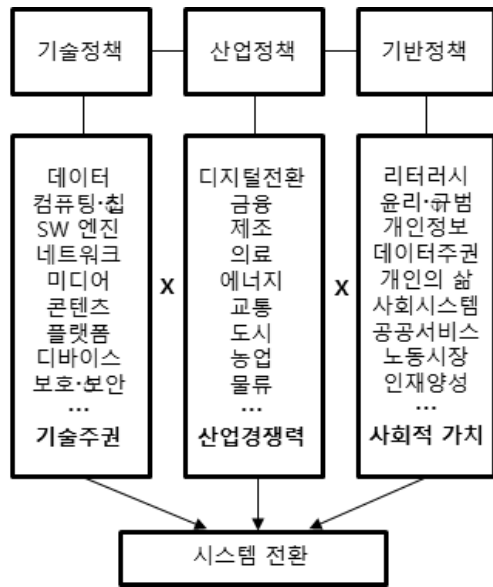 기술정책
산업정책
기반정책
데이터
컴퓨팅·칩
SW 엔진
네트워크
미디어
콘텐츠
플랫폼
디바이스
보호·보안
...
기술주권
X
디지털전환
금융
제조
의료
에너지
교통
도시
농업
물류
...
산업경쟁력
X
리터러시
윤리·규범
개인정보
데이터주권
개인의 삶
사회시스템
공공서비스
노동시장
인재양성
...
사회적 가치
시스템 전환